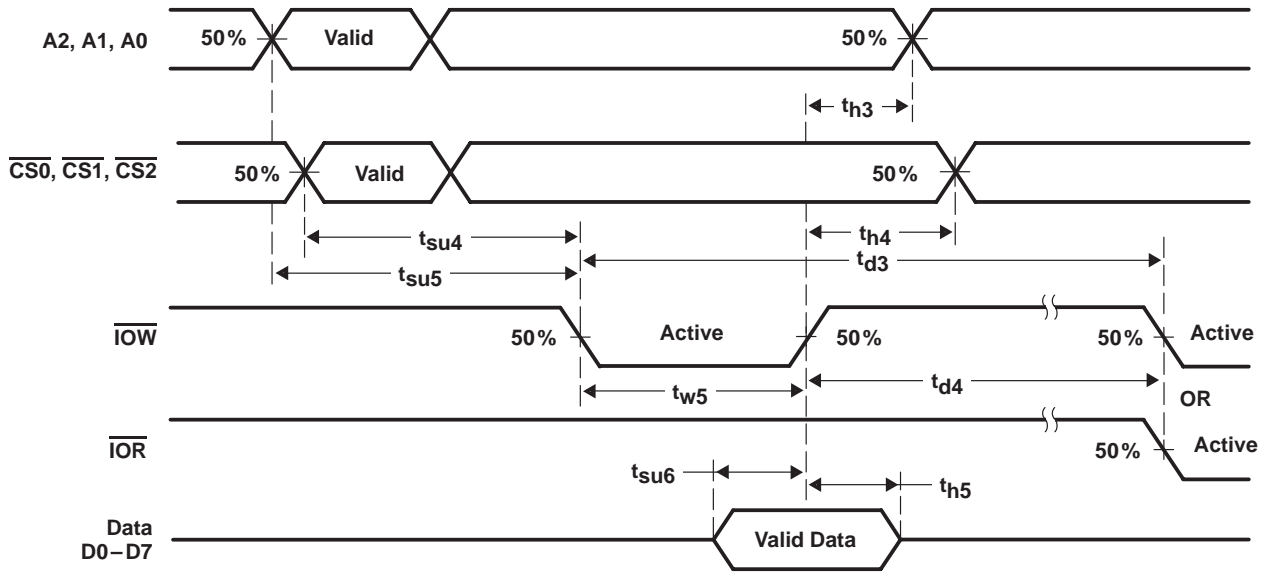 A2, A1, A0 50% Valid 50%
th3
CS0, CS1, CS2 50% Valid 50%
tsu4 th4
tsu5 td3
IOW 50% Active 50% 50% Active
tw5 td4 OR
IOR 50% Active
tsu6 th5
Data
D0–D7 Valid Data